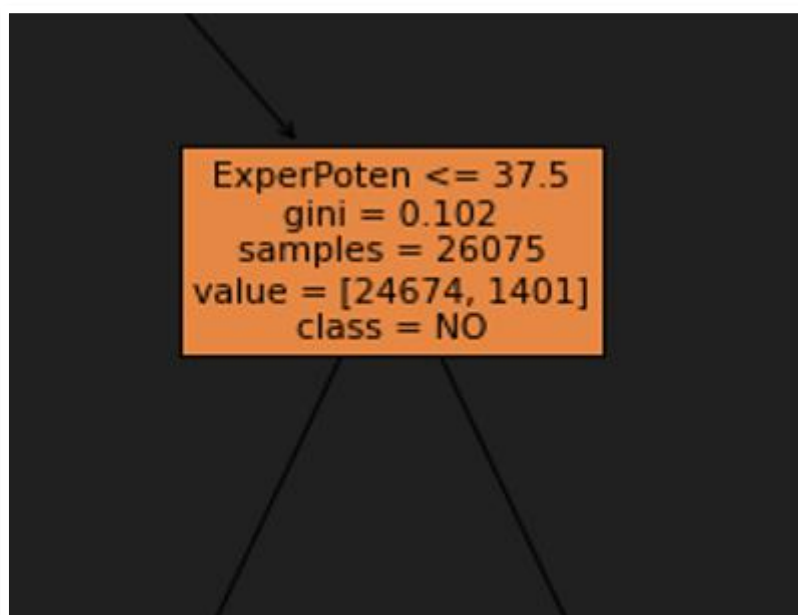 ExperPoten <= 37.5
gini = 0.102
samples = 26075
value = [24674, 1401]
class = NO